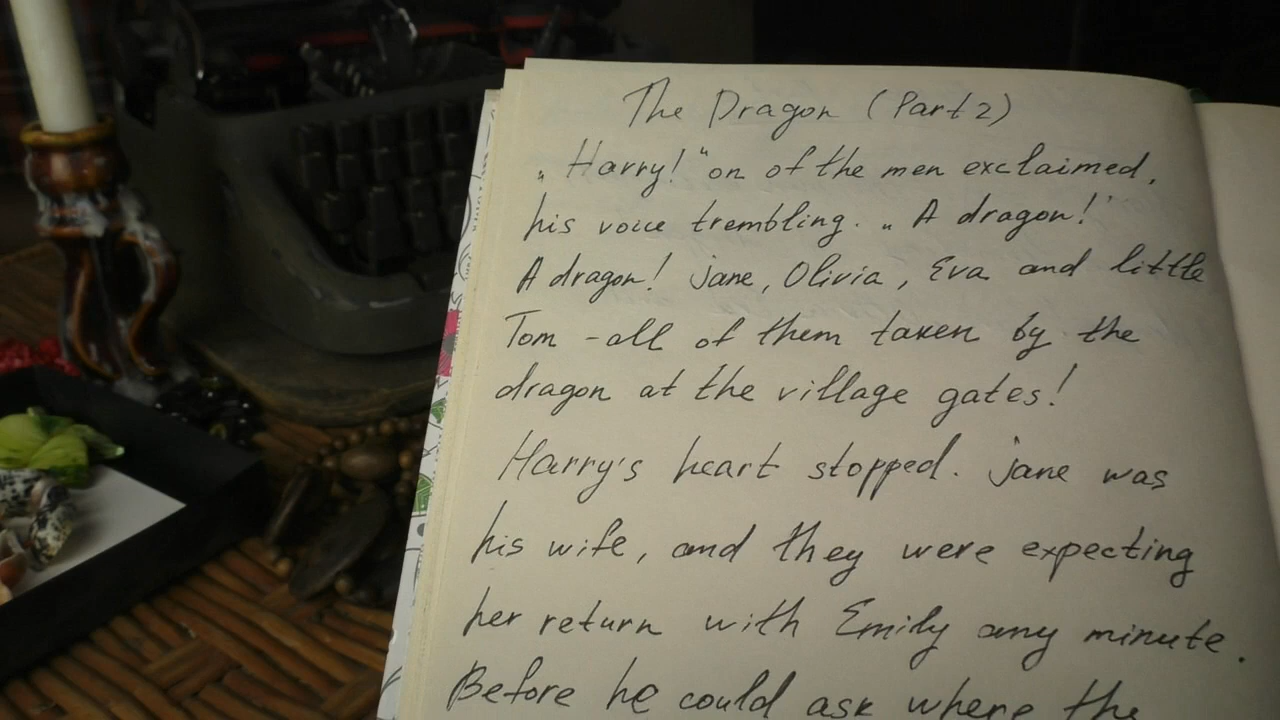 The Dragon (Part 2)
„Harry!“ on of the men exclaimed,
his voice trembling. „A dragon!'
A dragon! Jane, Olivia, Eva and little
Tom - all of them taken by the
dragon at the village gates!
Harry's heart stopped. Jane was
his wife, and they were expecting
her return with Emily any minute.
Before he could ask where the